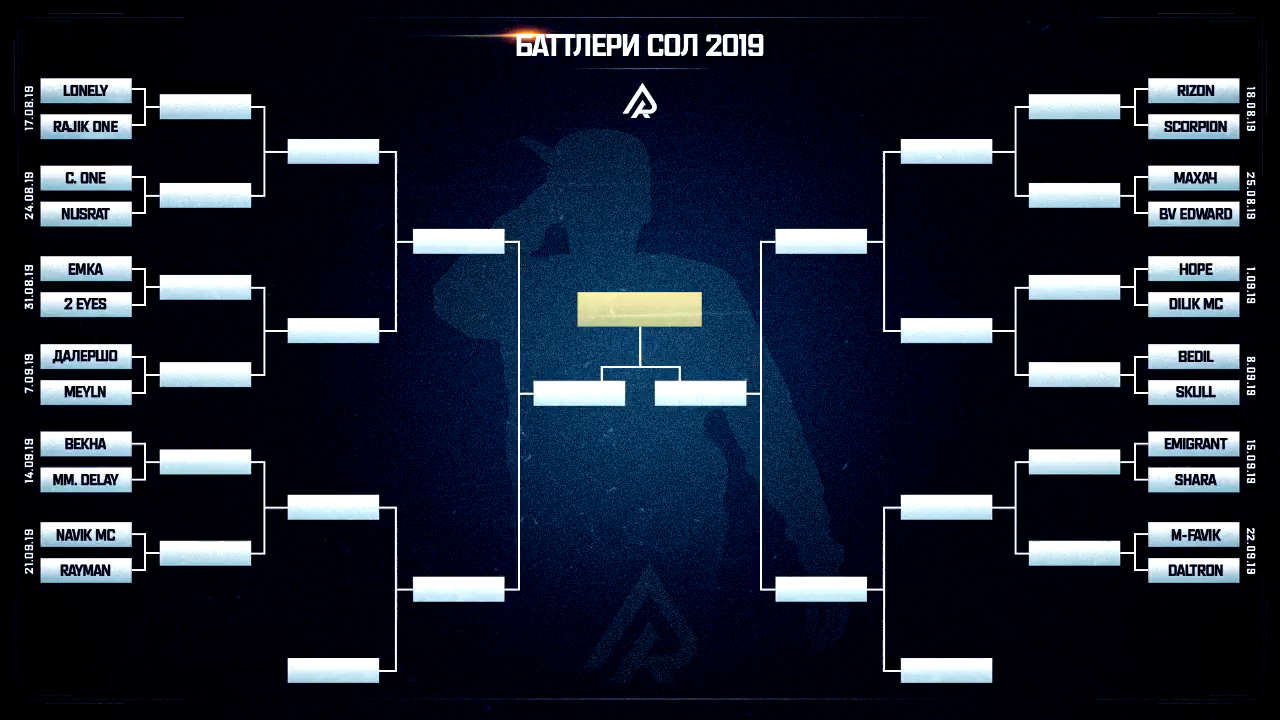 БАТТЛЕРИ СОЛ 2019
17.08.19
LONELY
RAJIK ONE
24.08.19
C. ONE
NUSRAT
31.08.19
EMKA
2 EYES
7.09.19
ДАЛЕРШО
MEYLN
14.09.19
ВЕКНА
MM. DELAY
21.09.19
NAVIK MC
RAYMAN
18.08.19
RIZON
SCORPION
25.08.19
МАХАЧ
BV EDWARD
1.09.19
HOPE
DILIK MC
8.09.19
BEDIL
SKULL
15.09.19
EMIGRANT
SHARA
22.09.19
M-FAVIK
DALTRON